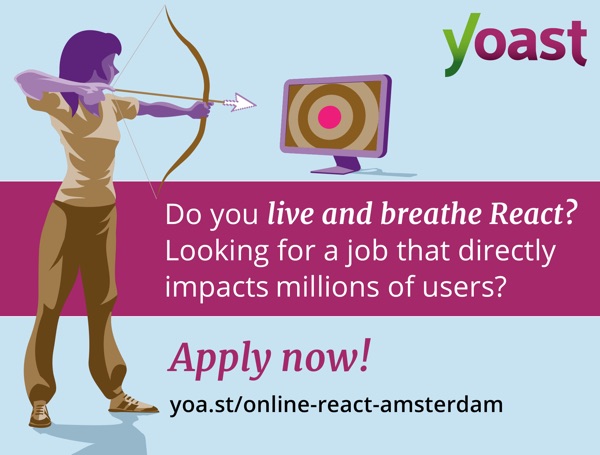 yoast
Do you live and breathe React?
Looking for a job that directly
impacts millions of users?
Apply now!
yoa.st/online-react-amsterdam